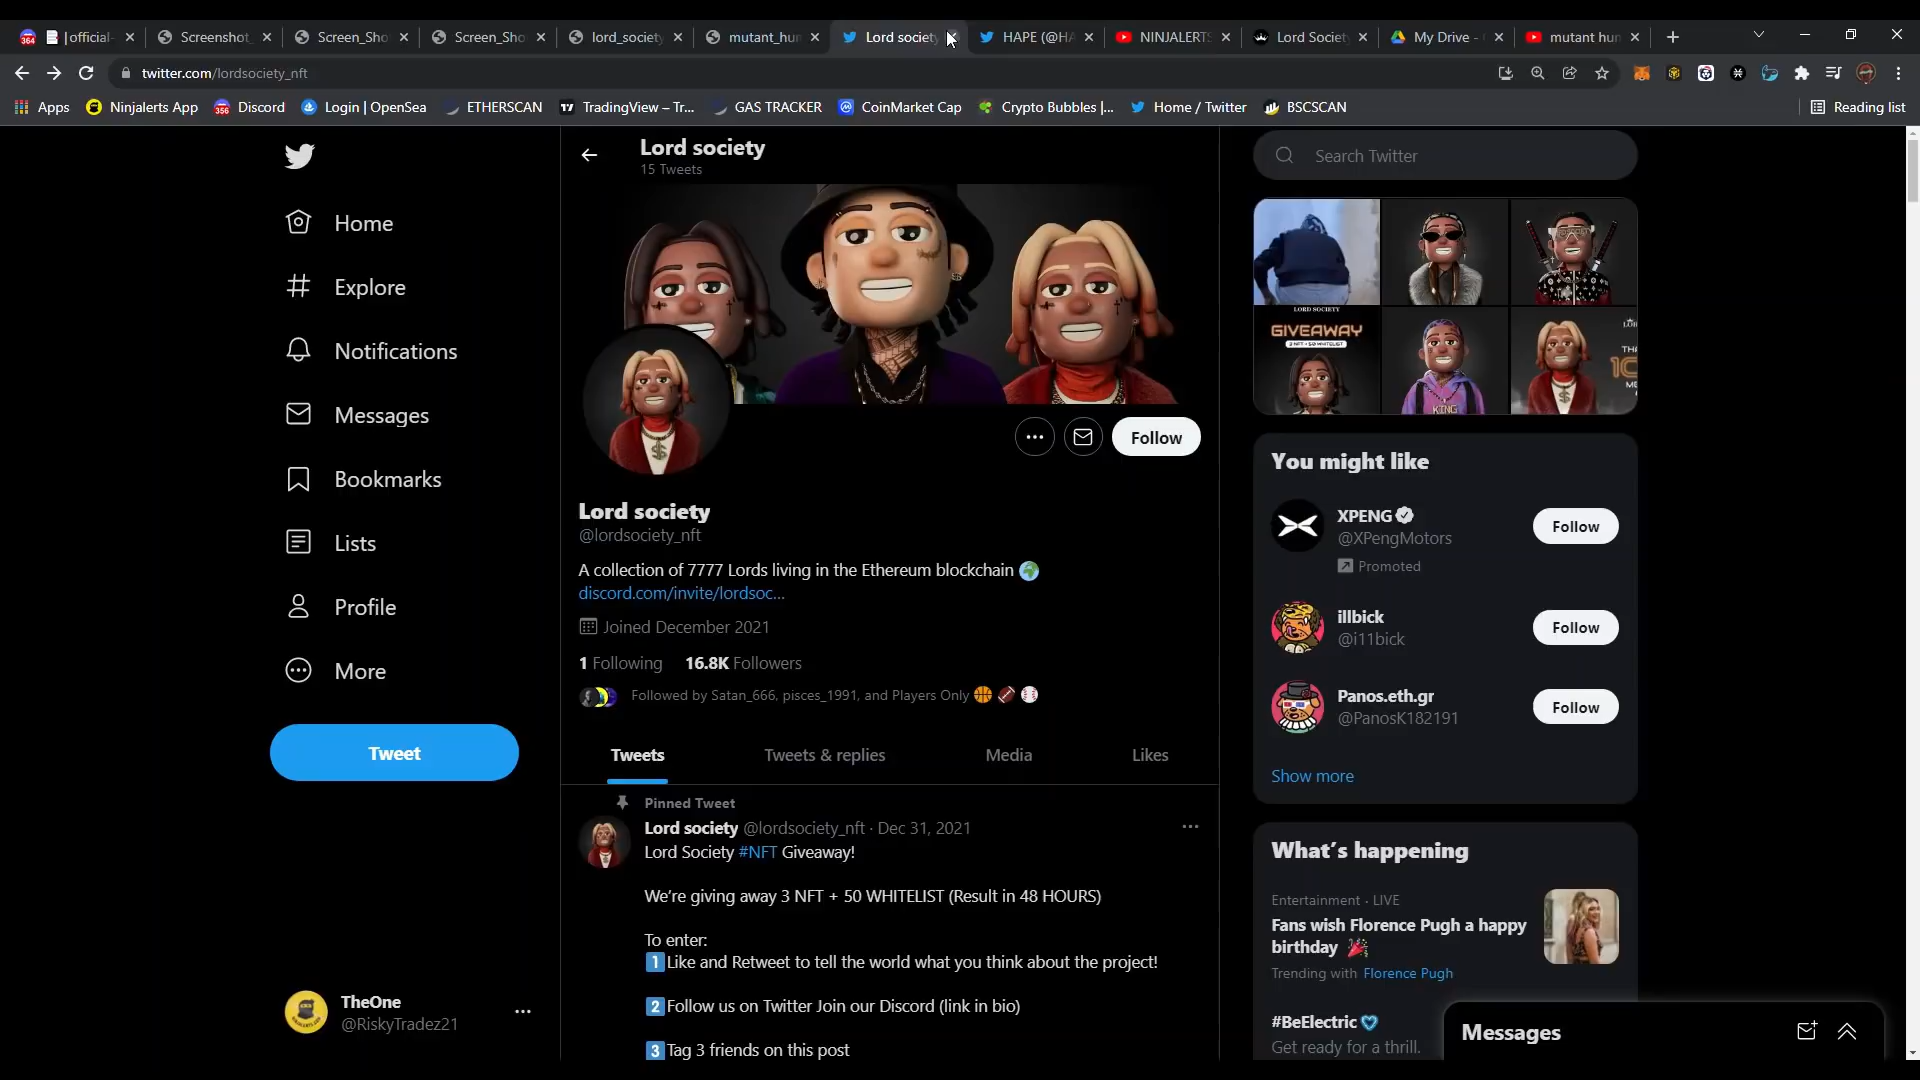 |official-
Screenshot_
Screen_Sho
Screen_Sho
lord_society
mutant_hum
Lord society
HAPE (@HA
NINJALERTS
Lord Societ
My Drive -
mutant hum
twitter.com/lordsociety_nft
Apps
Ninjalerts App
Discord
Login | OpenSea
ETHERSCAN
TradingView – Tr...
GAS TRACKER
CoinMarket Cap
Crypto Bubbles |...
Home / Twitter
BSCSCAN
Reading list
Home
Explore
Notifications
Messages
Bookmarks
Lists
Profile
More
Tweet
TheOne
@RiskyTradez21
Lord society
15 Tweets
Follow
Lord society
@lordsociety_nft
A collection of 7777 Lords living in the Ethereum blockchain 🌍
discord.com/invite/lordsoc...
Joined December 2021
1 Following 16.8K Followers
Followed by Satan_666, pisces_1991, and Players Only 🏀 🏈 ⚾
Tweets
Tweets & replies
Media
Likes
Pinned Tweet
Lord society @lordsociety_nft · Dec 31, 2021
Lord Society #NFT Giveaway!
We're giving away 3 NFT + 50 WHITELIST (Result in 48 HOURS)
To enter:
1️⃣Like and Retweet to tell the world what you think about the project!
2️⃣Follow us on Twitter Join our Discord (link in bio)
3️⃣Tag 3 friends on this post
Search Twitter
LORD SOCIETY
GIVEAWAY
3 NFT + 50 WHITELIST
KING
You might like
XPENG
@XPengMotors
Promoted
Follow
illbick
@i11bick
Follow
Panos.eth.gr
@PanosK182191
Follow
Show more
What's happening
Entertainment · LIVE
Fans wish Florence Pugh a happy
birthday 🎉
Trending with Florence Pugh
#BeElectric
Get ready for a thrill.
Messages